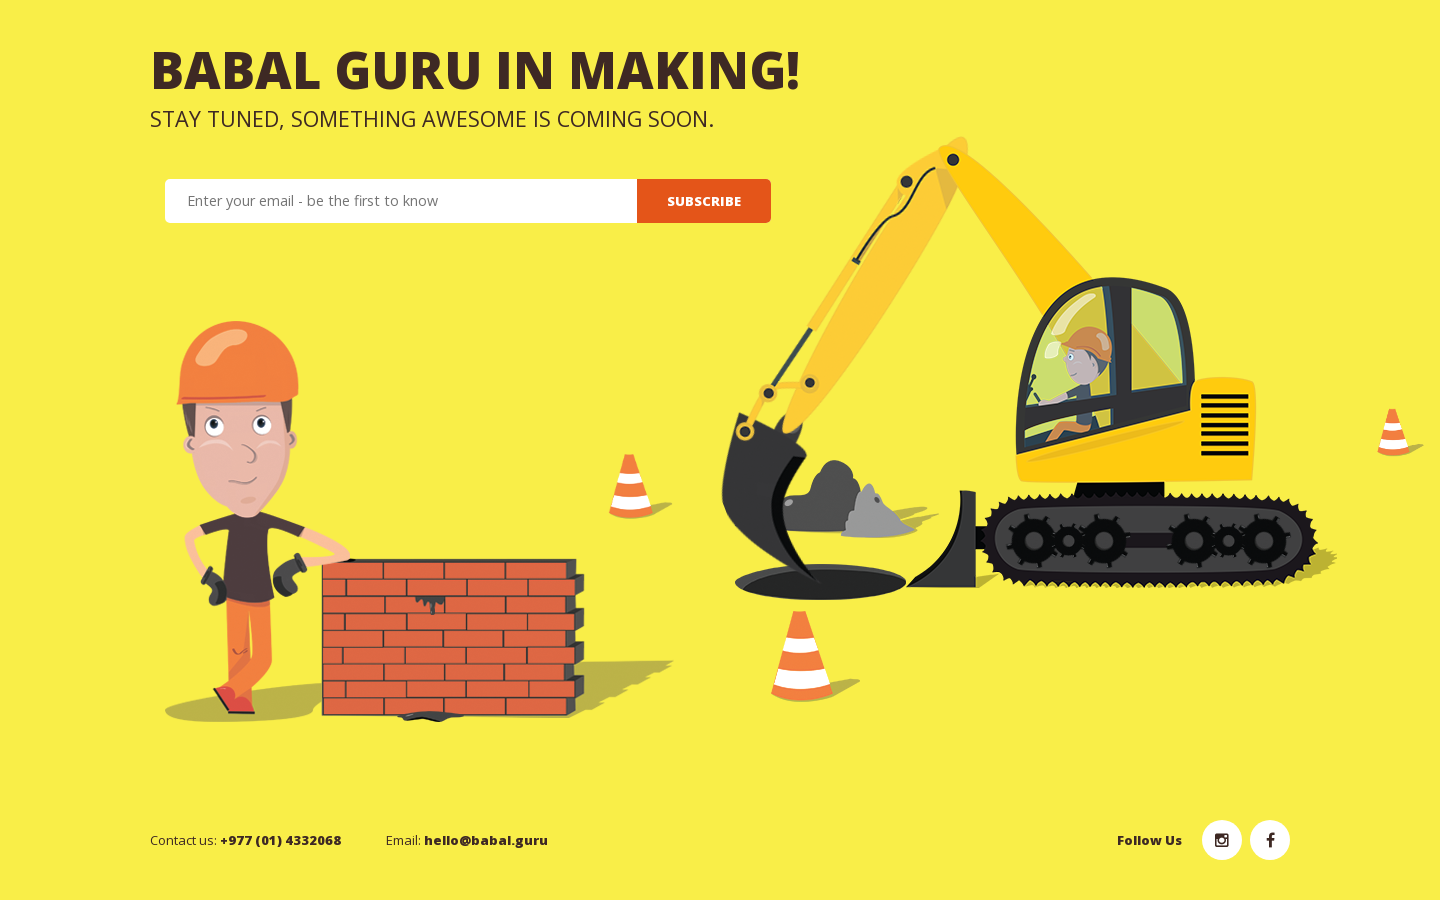 BABAL GURU IN MAKING!
STAY TUNED, SOMETHING AWESOME IS COMING SOON.
Enter your email - be the first to know
SUBSCRIBE
Contact us: +977 (01) 4332068
Email: hello@babal.guru
Follow Us